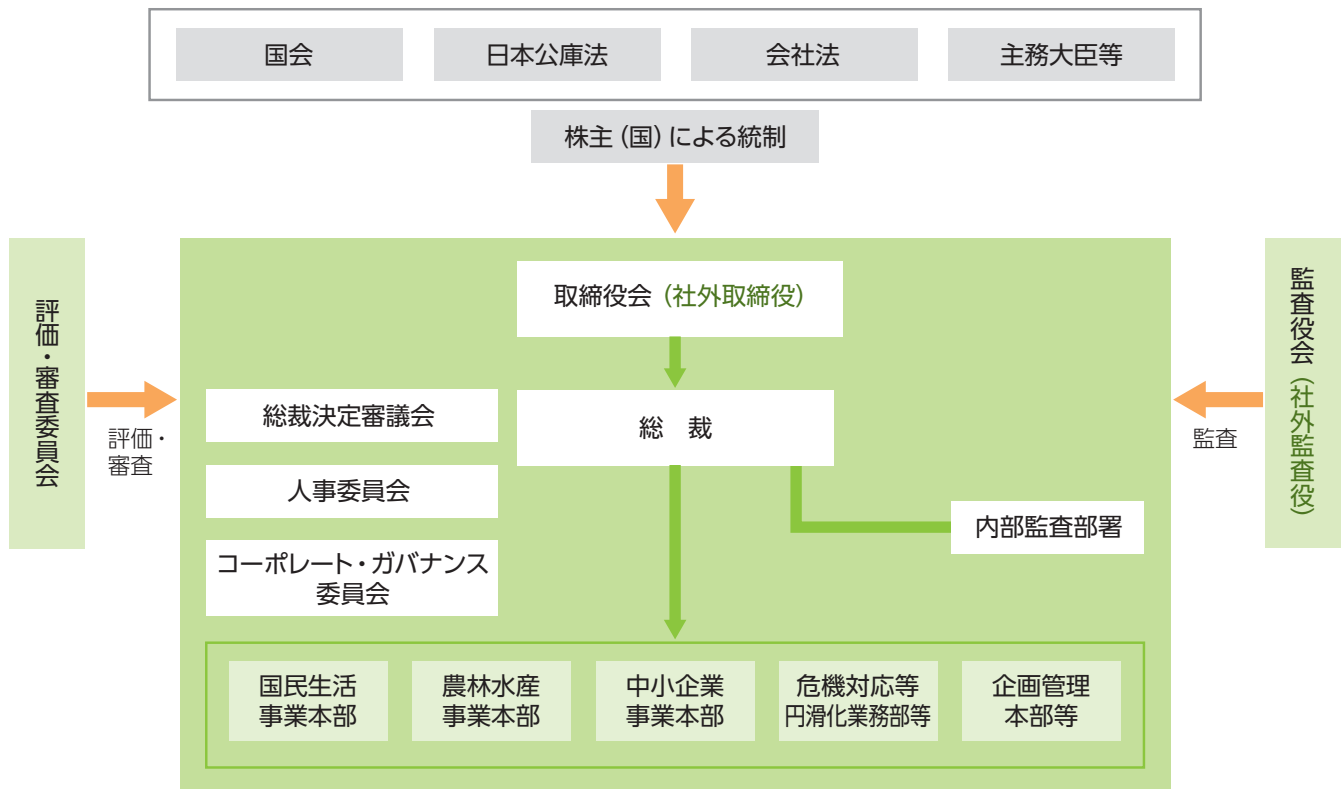 国会
日本公庫法
会社法
主務大臣等
株主（国）による統制
評価・審査委員会
評価・
審査
取締役会（社外取締役）
総　裁
総裁決定審議会
人事委員会
コーポレート・ガバナンス
委員会
内部監査部署
監査
監査役会（社外監査役）
国民生活
事業本部
農林水産
事業本部
中小企業
事業本部
危機対応等
円滑化業務部等
企画管理
本部等